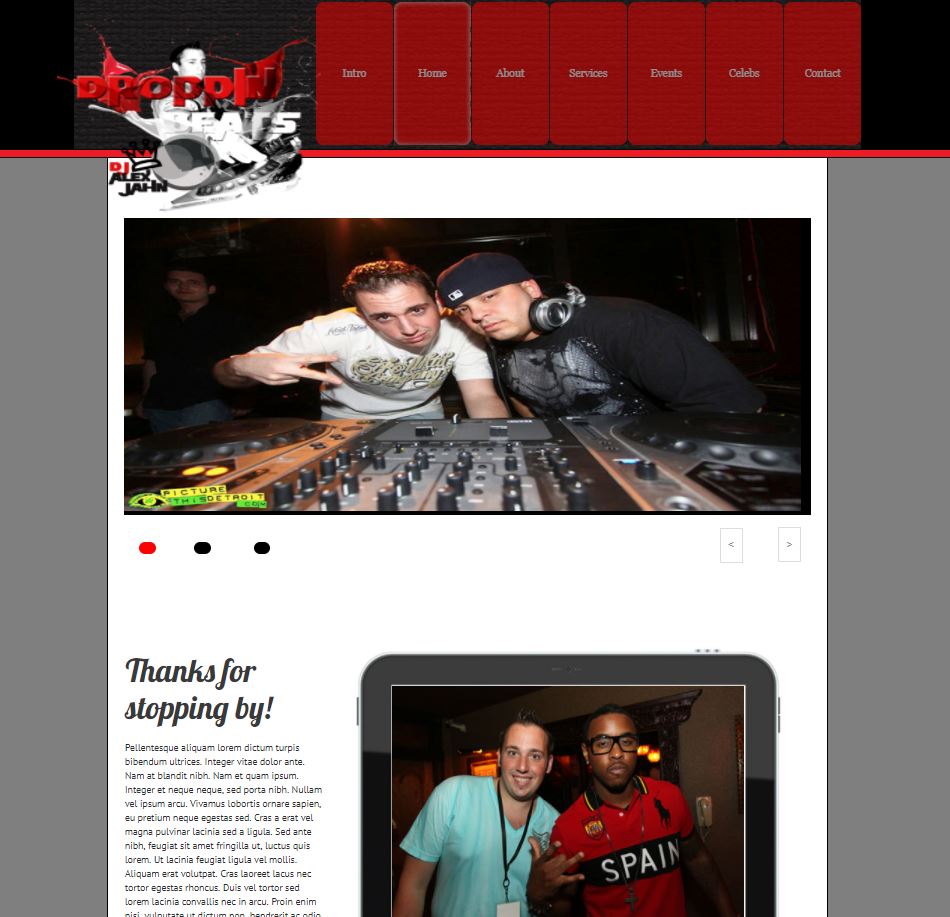 DROPPIN
BEATS
DJ
ALEX
JAHN
Intro
Home
About
Services
Events
Celebs
Contact
PICTURE
THISDETROIT
.COM
<
>
Thanks for
stopping by!
Pellentesque aliquam lorem dictum turpis
bibendum ultrices. Integer vitae dolor ante.
Nam at blandit nibh. Nam et quam ipsum.
Integer et neque neque, sed porta nibh. Nullam
vel ipsum arcu. Vivamus lobortis ornare sapien,
eu pretium neque egestas sed. Cras a erat vel
magna pulvinar lacinia sed a ligula. Sed ante
nibh, feugiat sit amet fringilla ut, luctus quis
lorem. Ut lacinia feugiat ligula vel mollis.
Aliquam erat volutpat. Cras laoreet lacus nec
tortor egestas rhoncus. Duis vel tortor sed
lorem lacinia convallis nec in arcu. Proin enim
nisi, vulputate ut dictum non, hendrerit ac odio
SPAIN